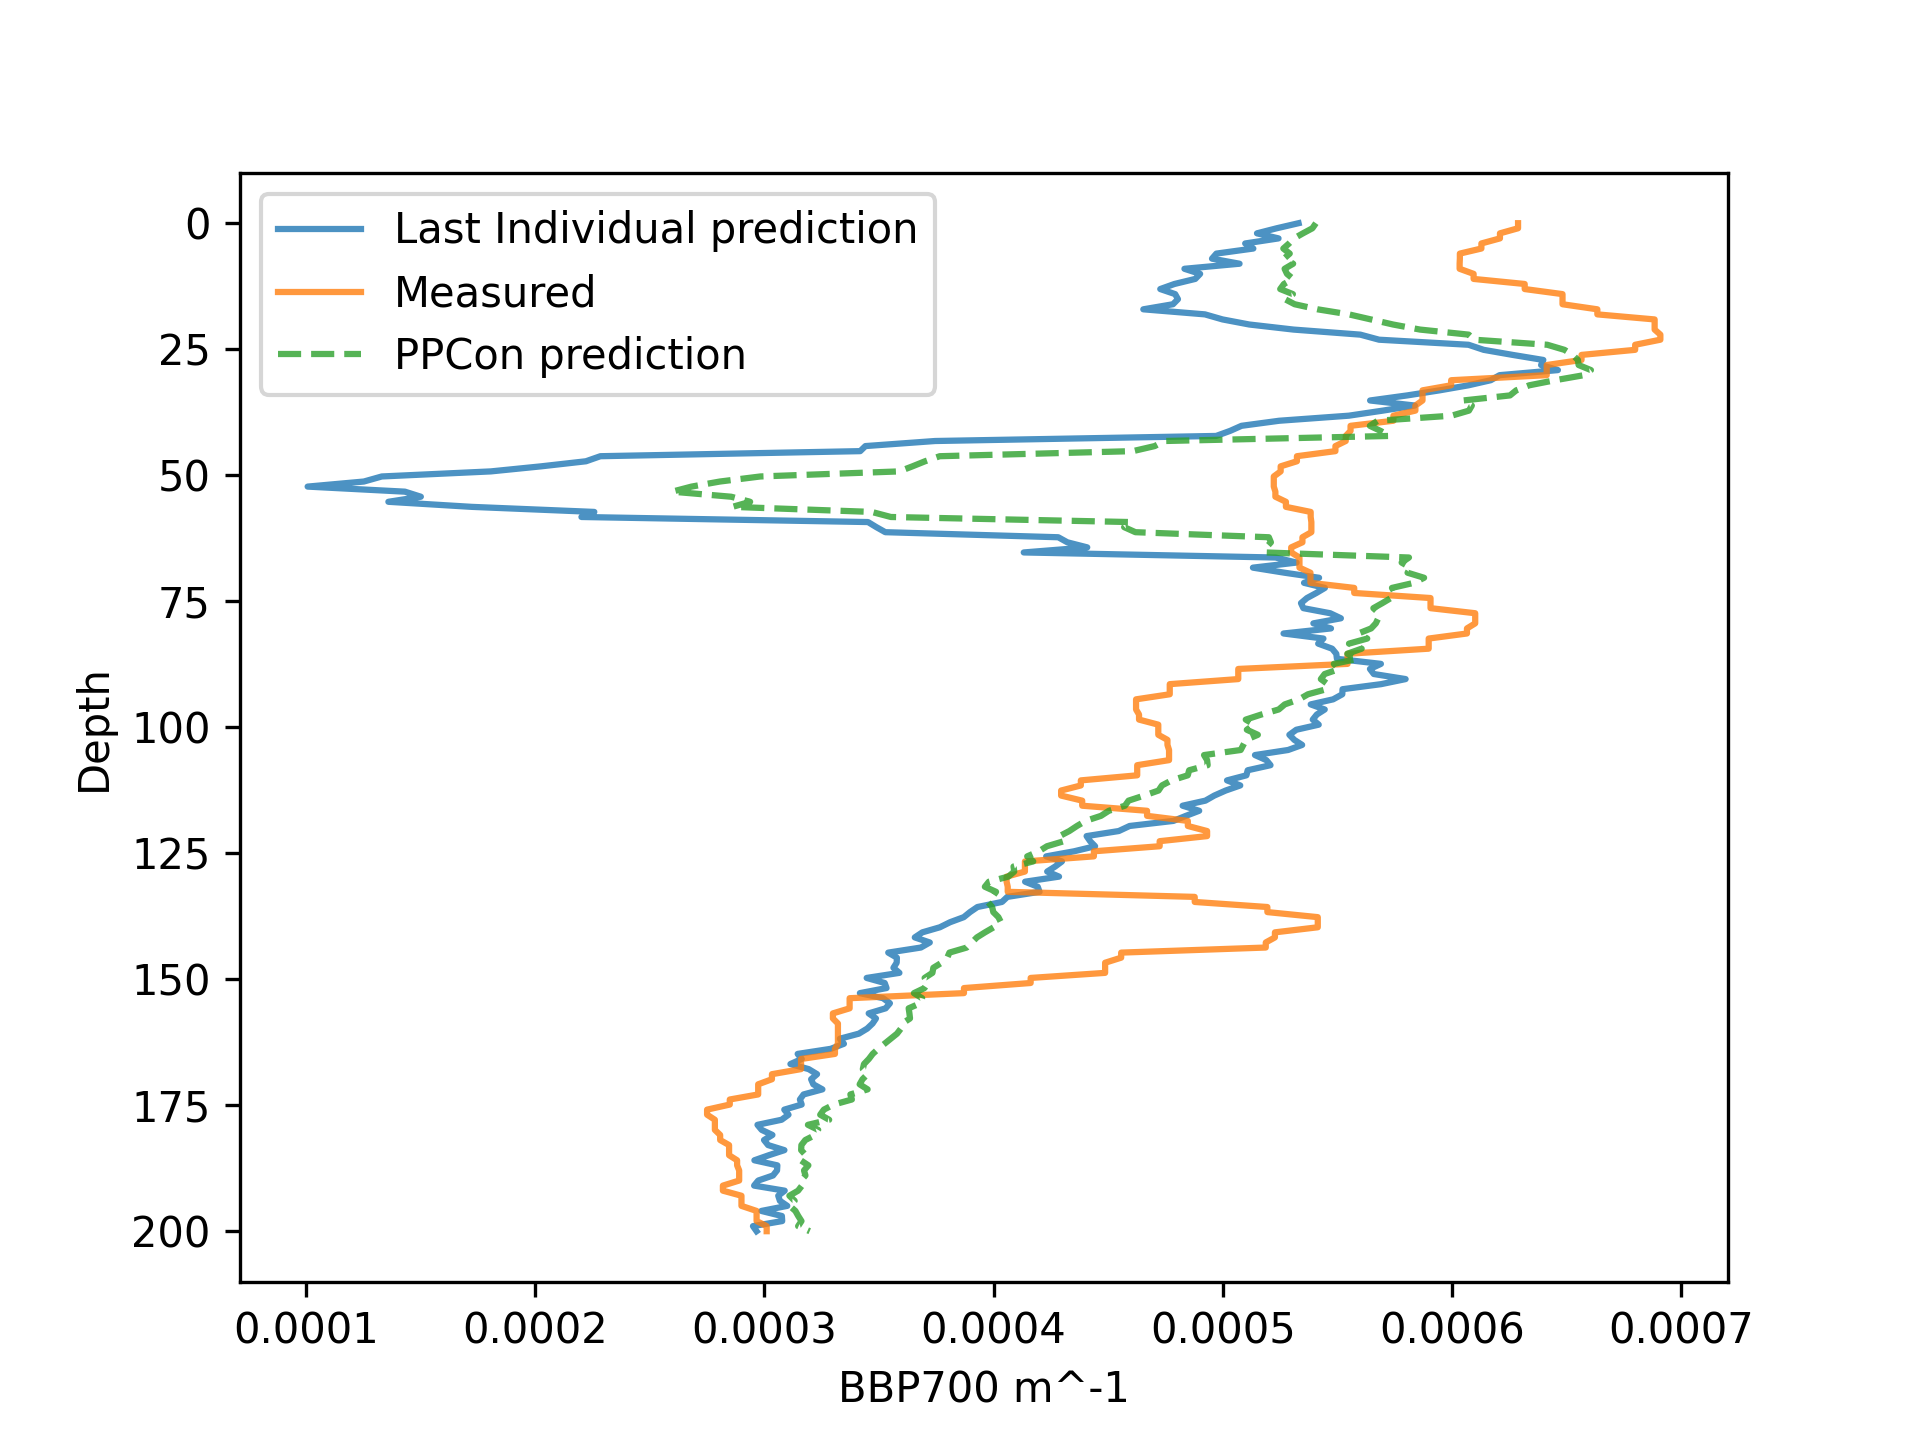 Last Individual prediction
Measured
PPCon prediction
0
25
50
75
100
125
150
175
200
Depth
0.0001 0.0002 0.0003 0.0004 0.0005 0.0006 0.0007
BBP700 m^-1